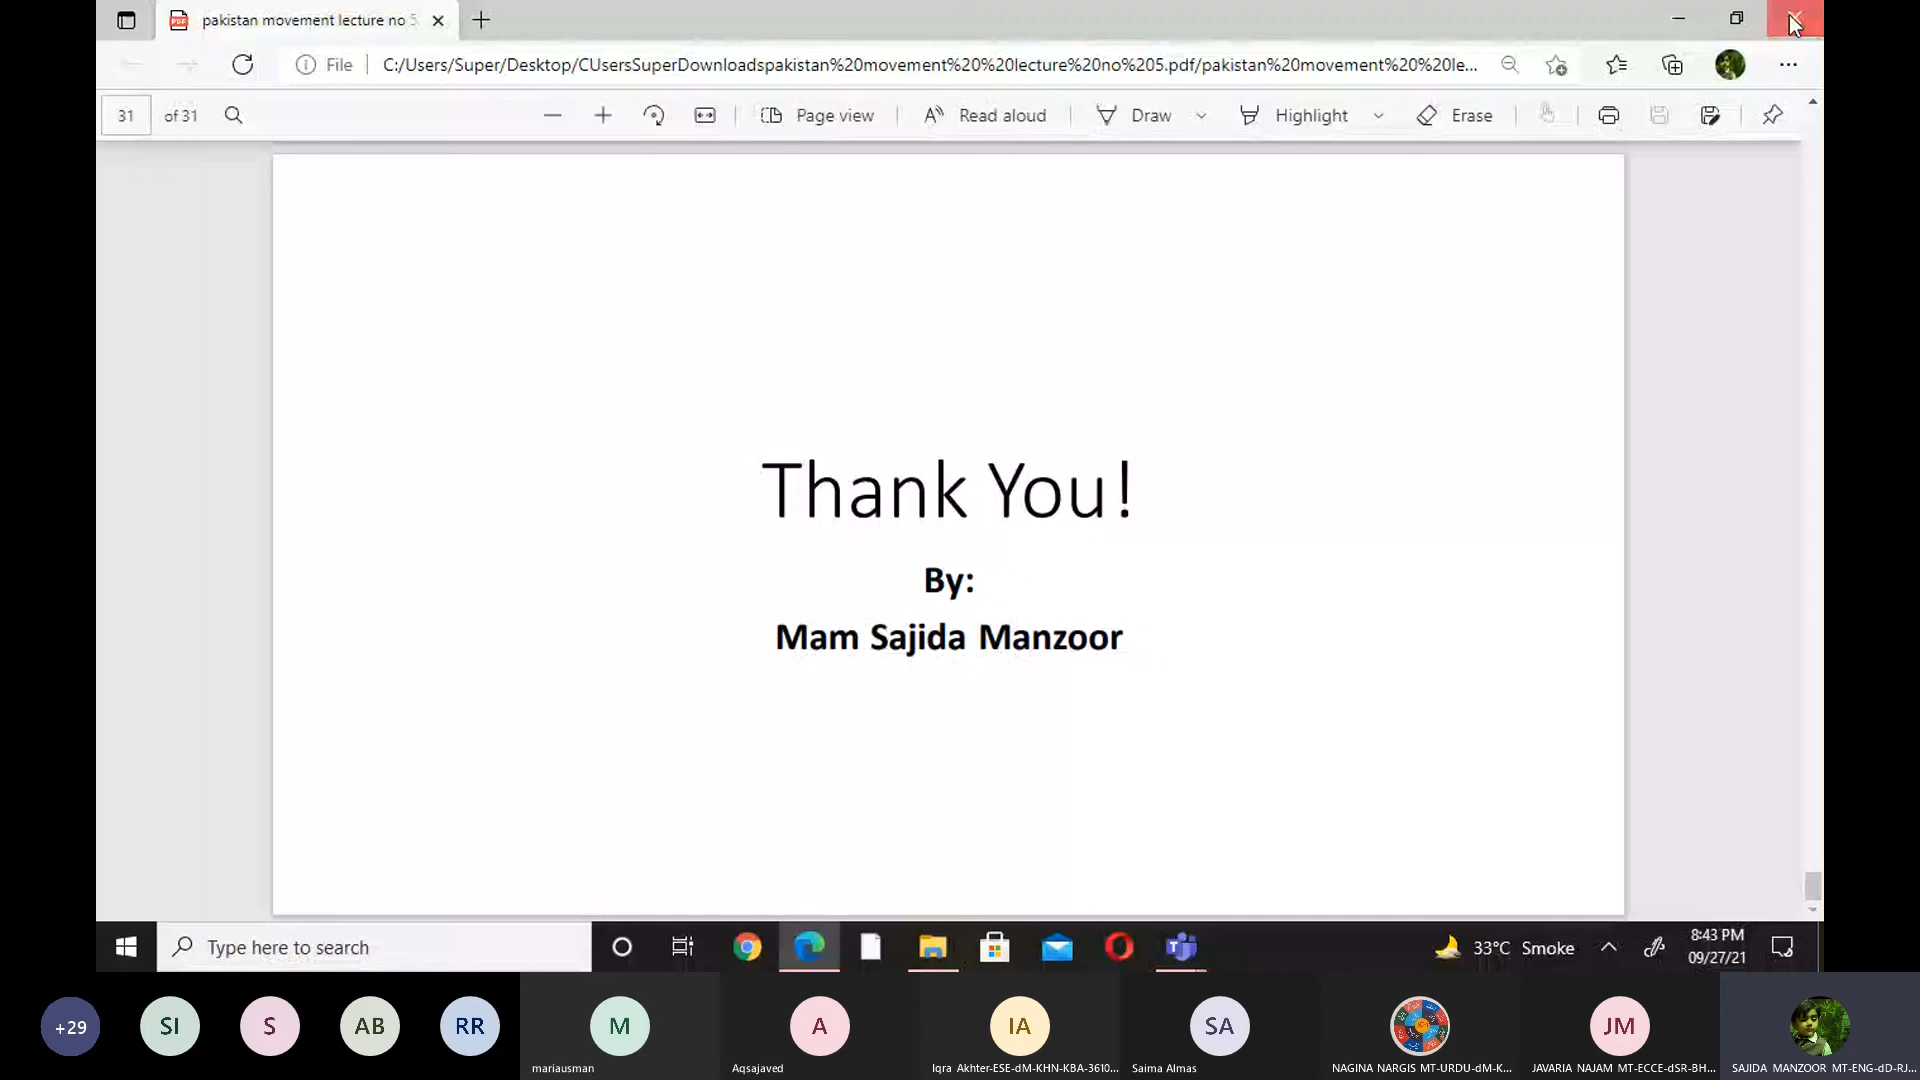 pakistan movement lecture no 5
File
C:/Users/Super/Desktop/CUsersSuperDownloadspakistan%20movement%20%20lecture%20no%205.pdf/pakistan%20movement%20%20le...
31 of 31
Page view
Read aloud
Draw
Highlight
Erase
Thank You!
By:
Mam Sajida Manzoor
Type here to search
33°C Smoke
8:43 PM
09/27/21
+29
SI
S
AB
RR
M
A
IA
SA
JM
mariausman
Aqsajaved
Iqra Akhter-ESE-dM-KHN-KBA-3610...
Saima Almas
NAGINA NARGIS MT-URDU-dM-K...
JAVARIA NAJAM MT-ECCE-dSR-BH...
SAJIDA MANZOOR MT-ENG-dD-RJ...